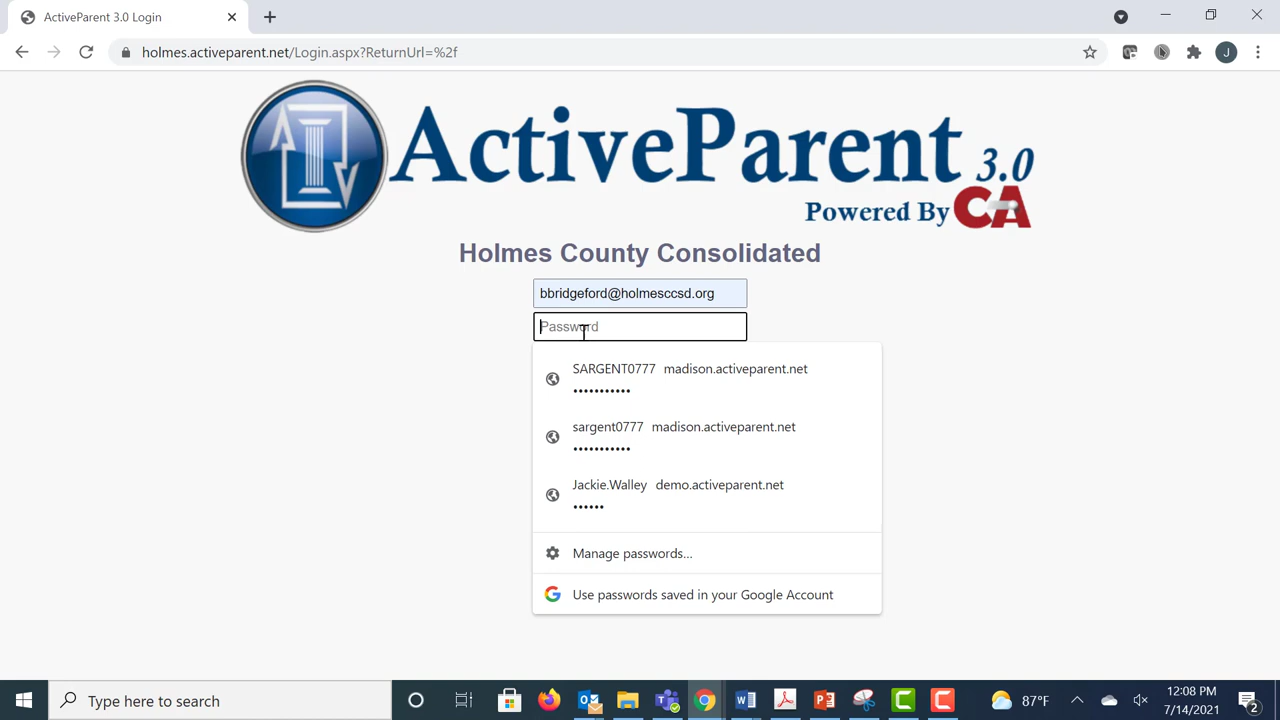 ActiveParent 3.0 Login
holmes.activeparent.net/Login.aspx?ReturnUrl=%2f
J
ActiveParent 3.0
Powered By CA
Holmes County Consolidated
bbridgeford@holmesccsd.org
Password
SARGENT0777 madison.activeparent.net
•••••••••••
sargent0777 madison.activeparent.net
•••••••••••
Jackie.Walley demo.activeparent.net
••••••
Manage passwords...
Use passwords saved in your Google Account
Type here to search
87°F
12:08 PM
7/14/2021
2